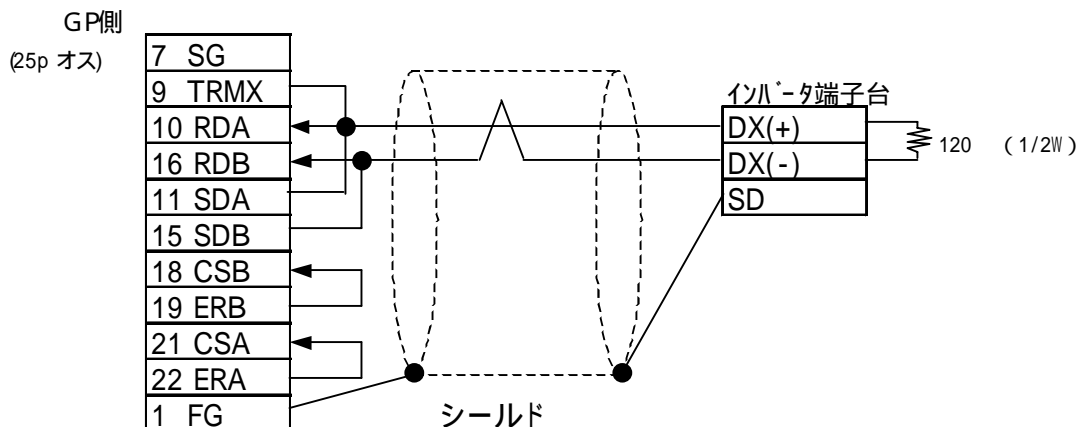 GP側
(25p オス)
7 SG
9 TRMX
10 RDA
16 RDB
11 SDA
15 SDB
18 CSB
19 ERB
21 CSA
22 ERA
1 FG
シールド
インバータ端子台
DX(+)
DX(-)
SD
120 (1/2W)